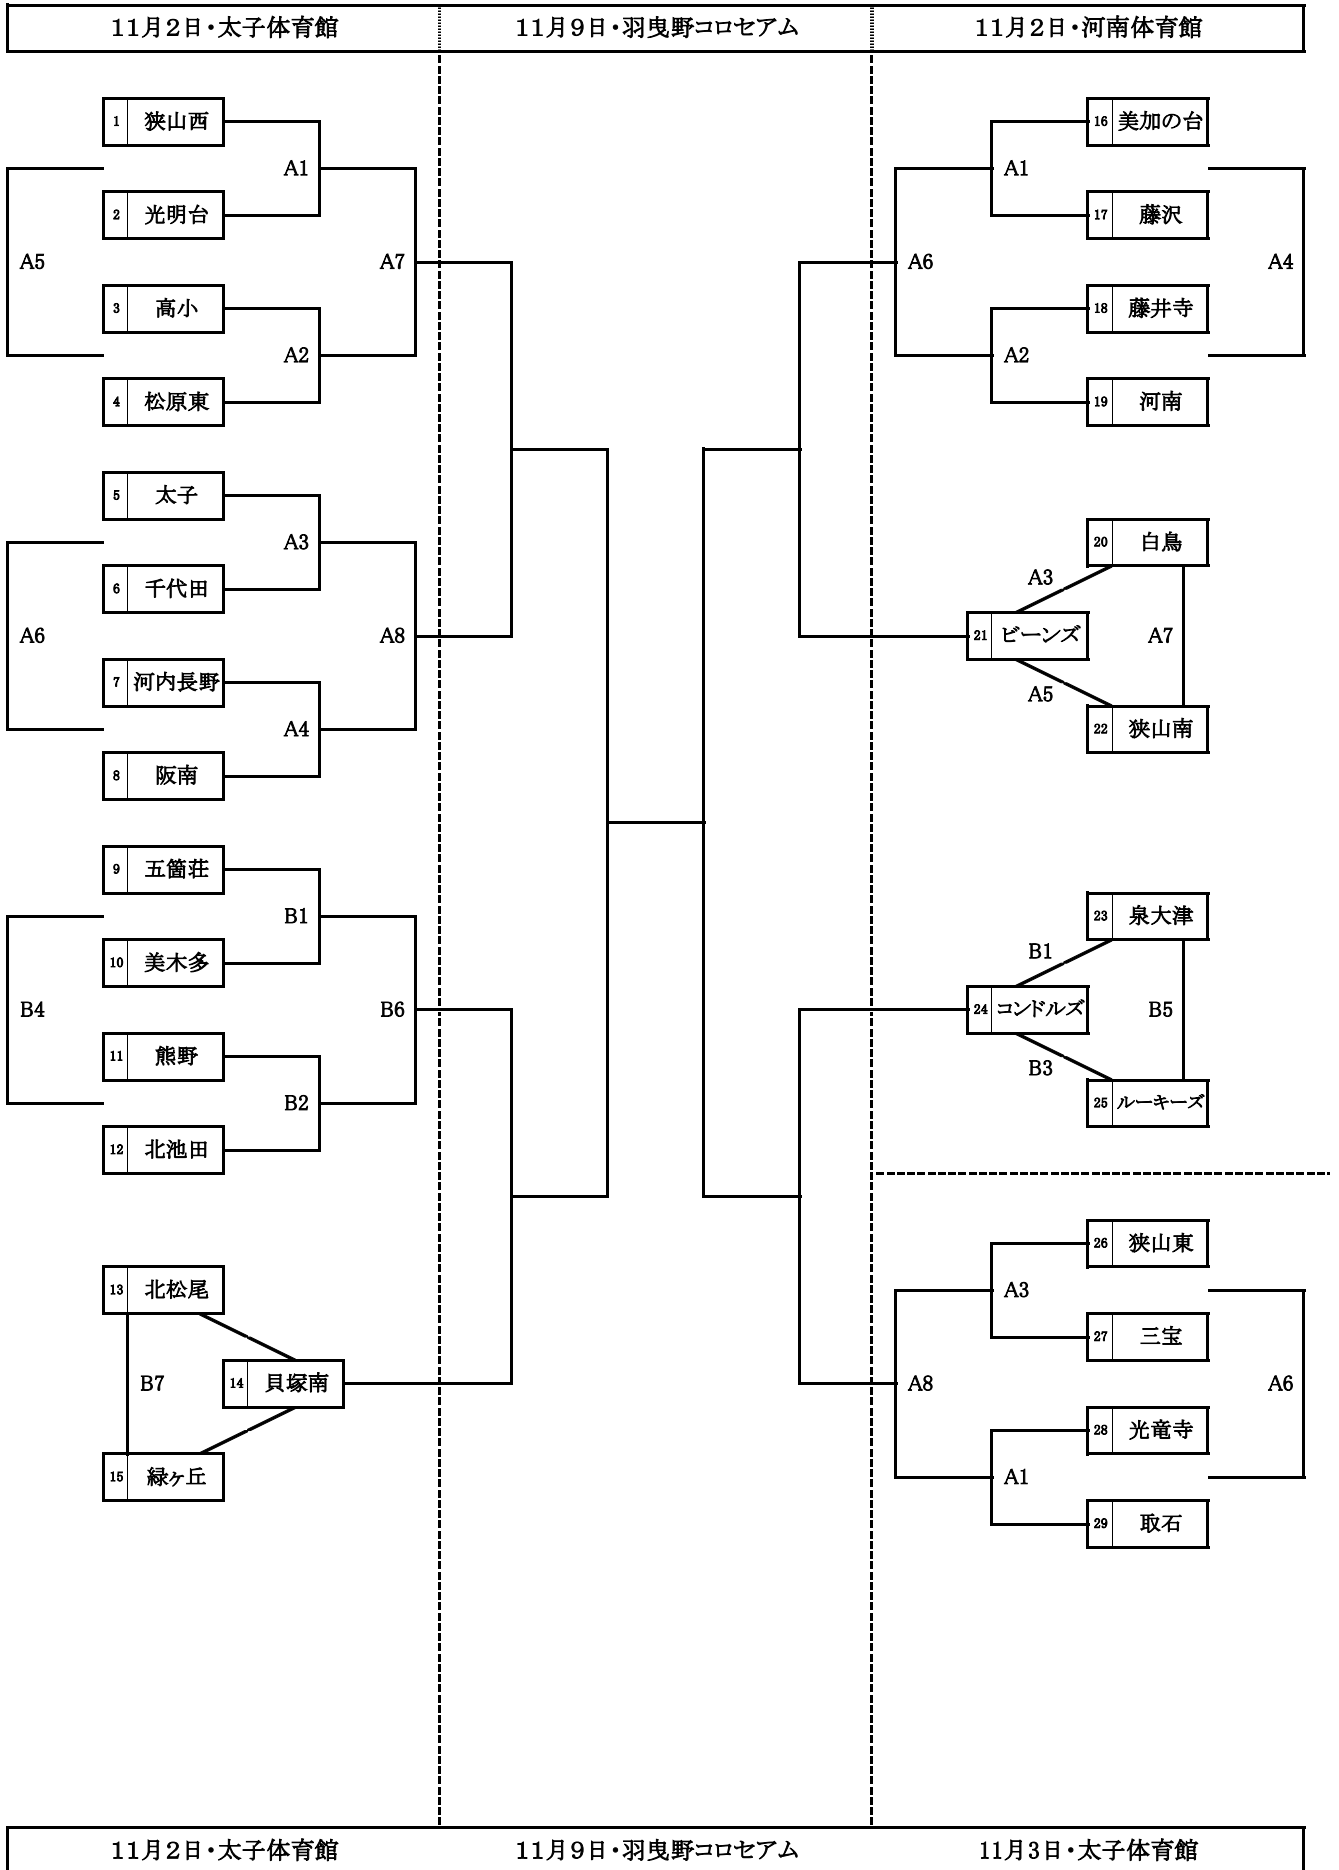 11月2日・太子体育館
11月9日・羽曳野コロセアム
11月2日・河南体育館
1 狭山西
A1
2 光明台
A5
A7
3 高小
A2
4 松原東
5 太子
A3
6 千代田
A6
A8
7 河内長野
A4
8 阪南
9 五箇荘
B1
10 美木多
B4
B6
11 熊野
B2
12 北池田
13 北松尾
B7
14 貝塚南
15 緑ヶ丘
16 美加の台
A1
17 藤沢
A6
A4
18 藤井寺
A2
19 河南
20 白鳥
A3
21 ビーンズ
A7
A5
22 狭山南
23 泉大津
B1
24 コンドルズ
B5
B3
25 ルーキーズ
26 狭山東
A3
27 三宝
A8
A6
28 光竜寺
A1
29 取石
11月2日・太子体育館
11月9日・羽曳野コロセアム
11月3日・太子体育館